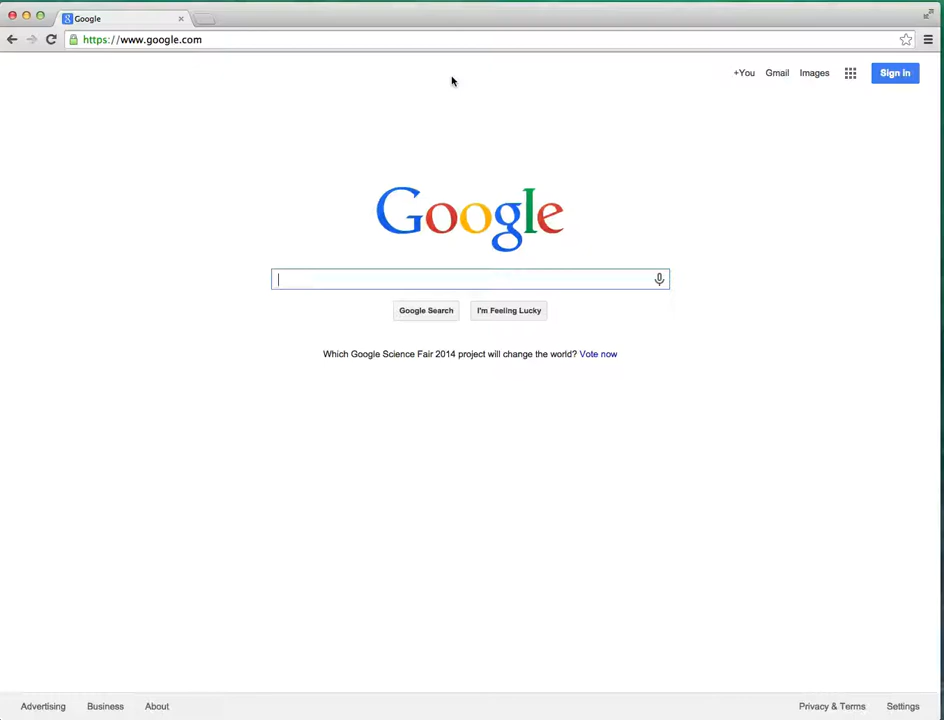 Google
https://www.google.com
+You Gmail Images Sign in
Google
Google Search I'm Feeling Lucky
Which Google Science Fair 2014 project will change the world? Vote now
Advertising Business About Privacy & Terms Settings